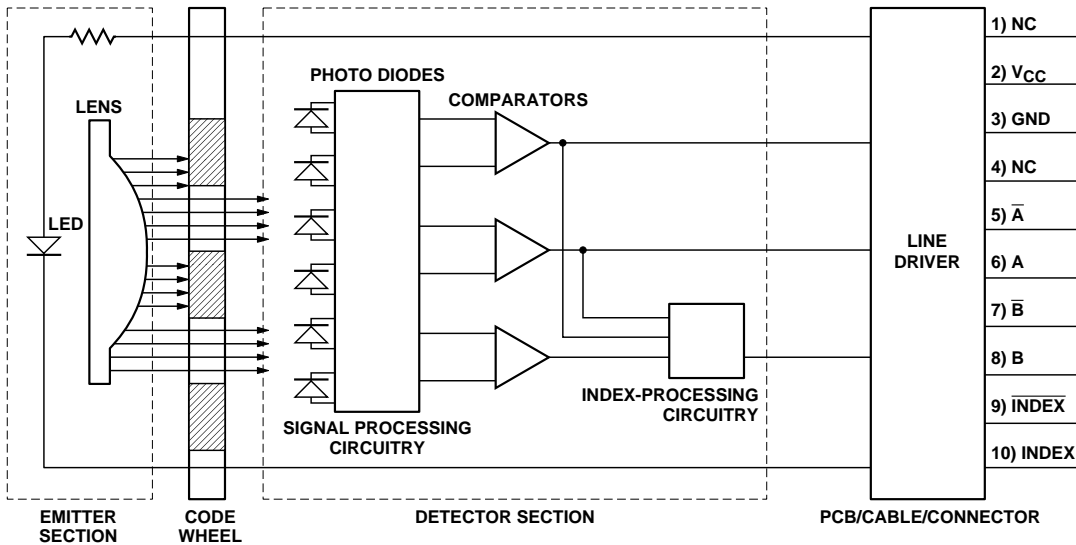 1) NC
2) VCC
3) GND
4) NC
5) A̅
6) A
7) B̅
8) B
9) I̅N̅D̅E̅X̅
10) INDEX
LENS
LED
PHOTO DIODES
COMPARATORS
SIGNAL PROCESSING
CIRCUITRY
INDEX-PROCESSING
CIRCUITRY
LINE
DRIVER
EMITTER
SECTION
CODE
WHEEL
DETECTOR SECTION
PCB/CABLE/CONNECTOR